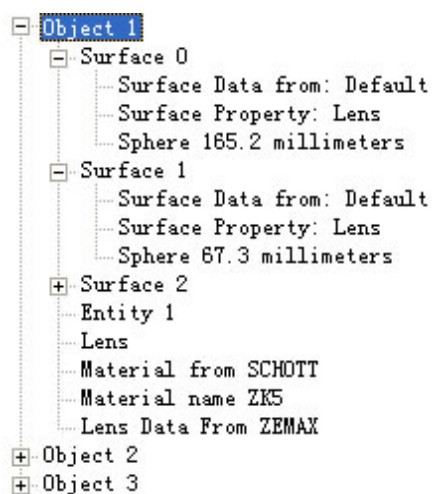 Object 1
Surface 0
Surface Data from: Default
Surface Property: Lens
Sphere 165.2 millimeters
Surface 1
Surface Data from: Default
Surface Property: Lens
Sphere 67.3 millimeters
Surface 2
Entity 1
Lens
Material from SCHOTT
Material name ZK5
Lens Data From ZEMAX
Object 2
Object 3